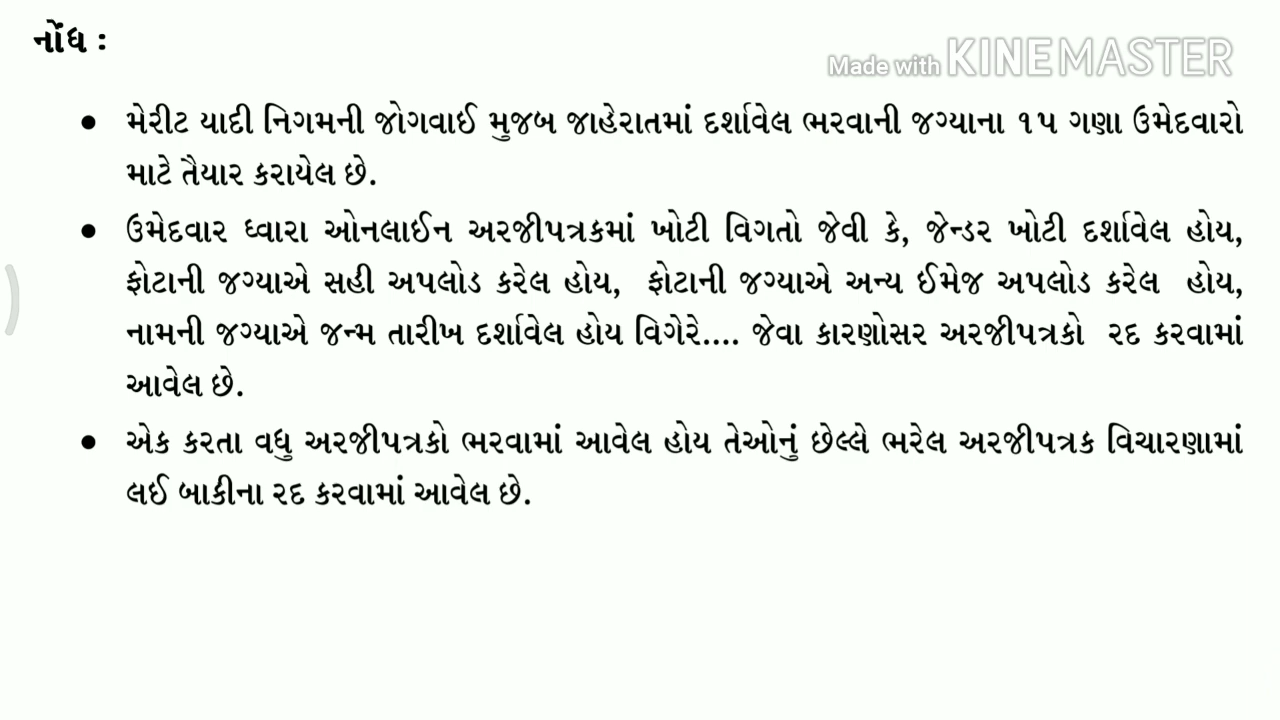 નોંધ :
Made with KINEMASTER
● મેરીટ યાદી નિગમની જોગવાઈ મુજબ જાહેરાતમાં દર્શાવેલ ભરવાની જગ્યાના ૧૫ ગણા ઉમેદવારો
માટે તૈયાર કરાયેલ છે.
● ઉમેદવાર ધ્વારા ઓનલાઈન અરજીપત્રકમાં ખોટી વિગતો જેવી કે, જેન્ડર ખોટી દર્શાવેલ હોય,
ફોટાની જગ્યાએ સહી અપલોડ કરેલ હોય, ફોટાની જગ્યાએ અન્ય ઈમેજ અપલોડ કરેલ હોય,
નામની જગ્યાએ જન્મ તારીખ દર્શાવેલ હોય વિગેરે.... જેવા કારણોસર અરજીપત્રકો રદ કરવામાં
આવેલ છે.
● એક કરતા વધુ અરજીપત્રકો ભરવામાં આવેલ હોય તેઓનું છેલ્લે ભરેલ અરજીપત્રક વિચારણામાં
લઈ બાકીના રદ કરવામાં આવેલ છે.